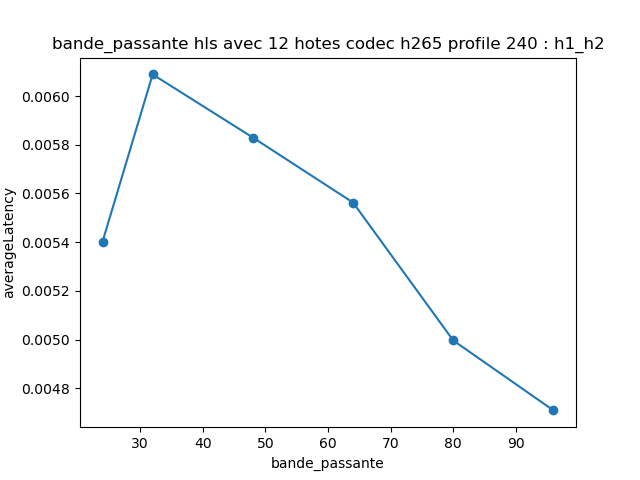 bande_passante hls avec 12 hotes codec h265 profile 240 : h1_h2
0.0060
0.0058
0.0056
0.0054
0.0052
0.0050
0.0048
averageLatency
30 40 50 60 70 80 90
bande_passante